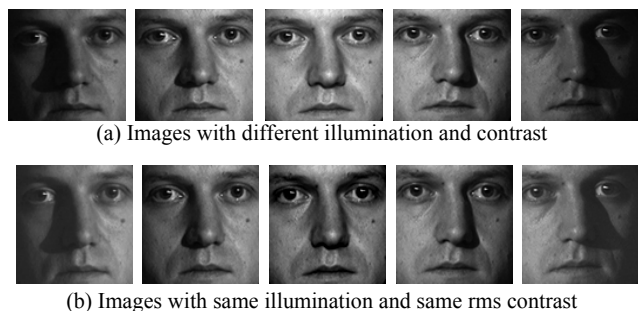 (a) Images with different illumination and contrast
(b) Images with same illumination and same rms contrast